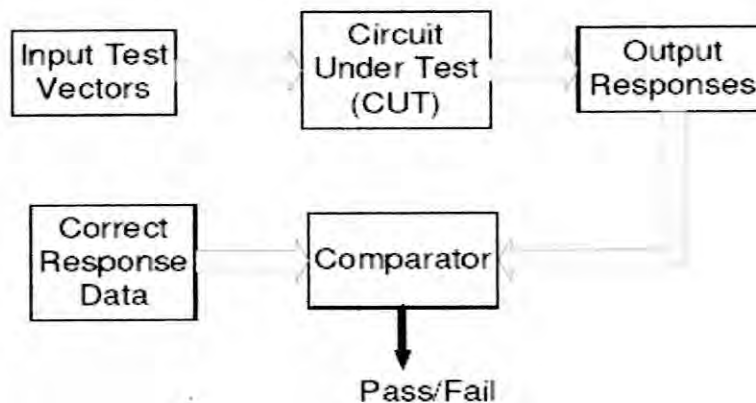 Input Test
Vectors
Circuit
Under Test
(CUT)
Output
Responses
Correct
Response
Data
Comparator
Pass/Fail